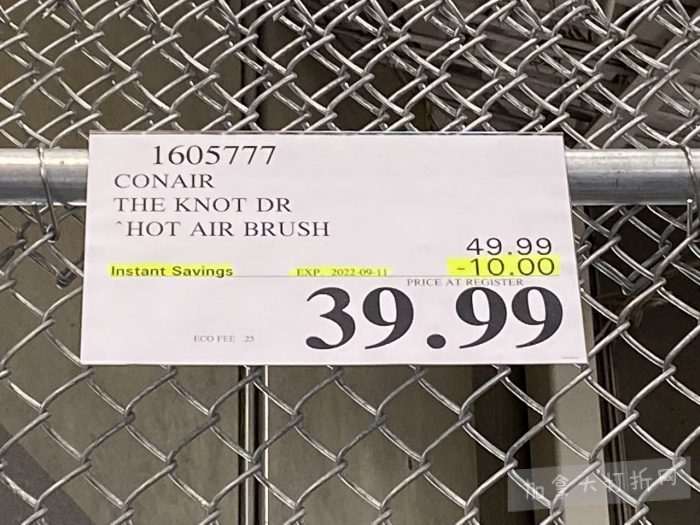 1605777
CONAIR
THE KNOT DR
^HOT AIR BRUSH
49.99
Instant Savings EXP. 2022-09-11 -10.00
PRICE AT REGISTER
39.99
ECO FEE .25
加拿大打折网